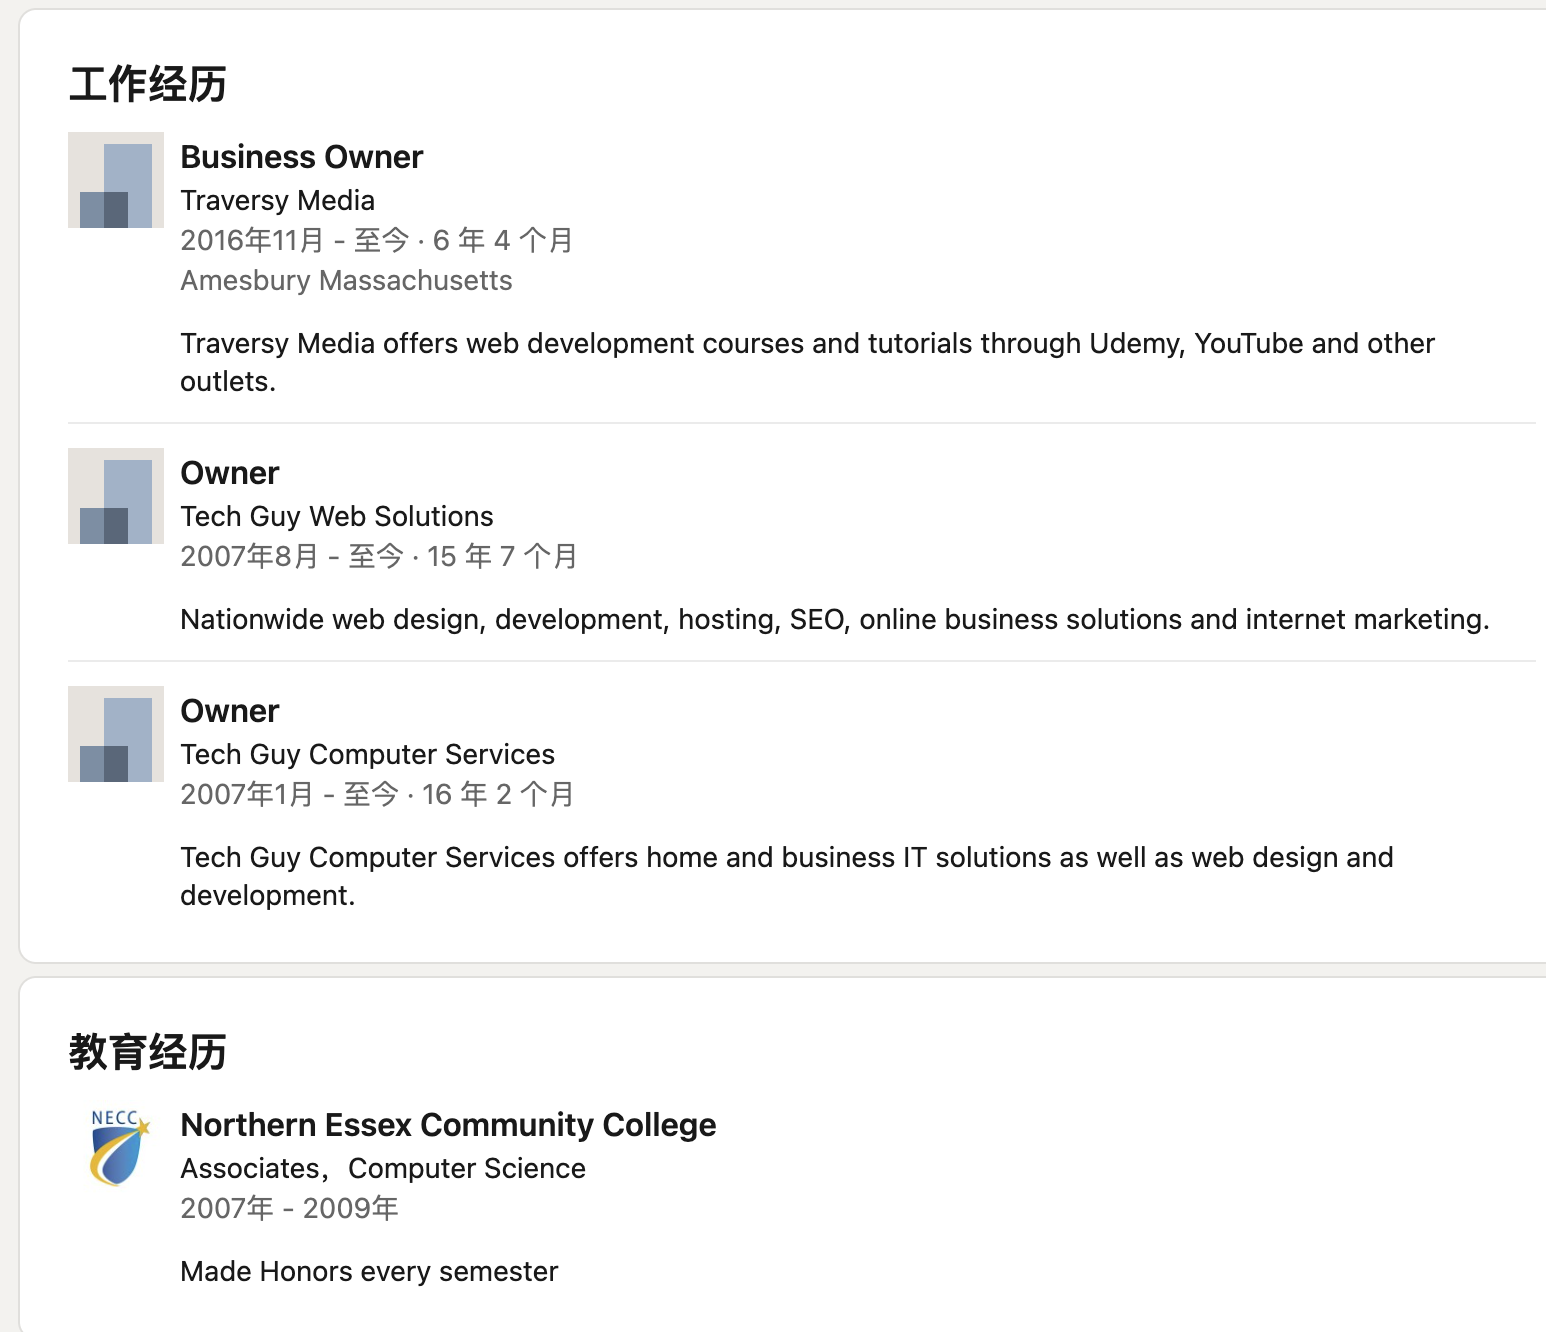 工作经历
Business Owner
Traversy Media
2016年11月 - 至今 · 6 年 4 个月
Amesbury Massachusetts
Traversy Media offers web development courses and tutorials through Udemy, YouTube and other
outlets.
Owner
Tech Guy Web Solutions
2007年8月 - 至今 · 15 年 7 个月
Nationwide web design, development, hosting, SEO, online business solutions and internet marketing.
Owner
Tech Guy Computer Services
2007年1月 - 至今 · 16 年 2 个月
Tech Guy Computer Services offers home and business IT solutions as well as web design and
development.
教育经历
NECC
Northern Essex Community College
Associates，Computer Science
2007年 - 2009年
Made Honors every semester